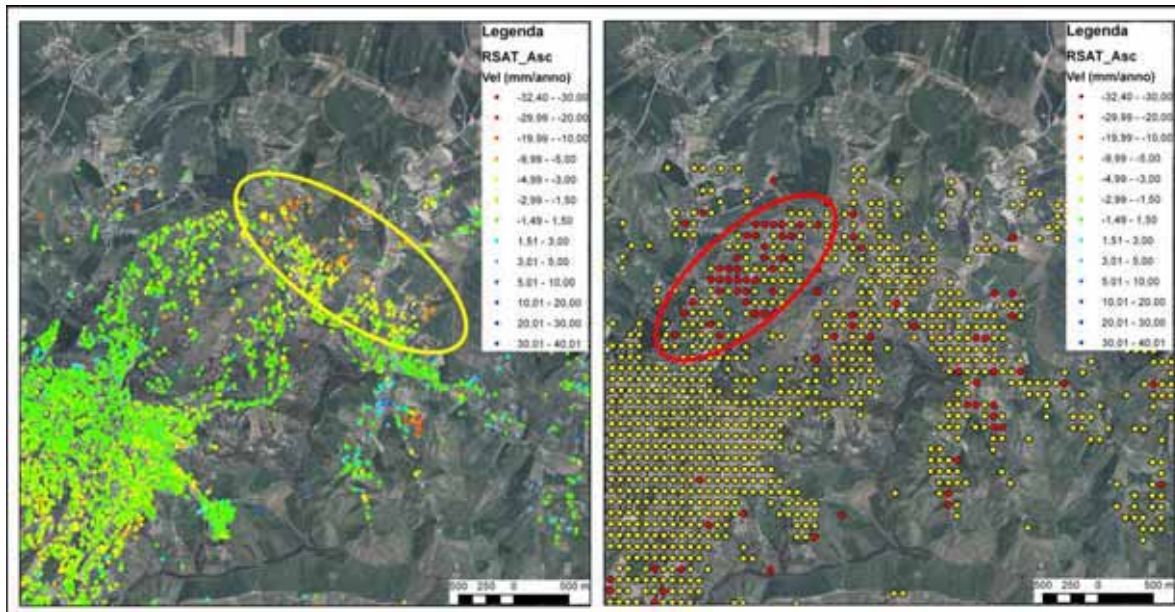 Legenda
RSAT_Asc
Vel (mm/anno)
-32.40 - -30.00
-29.99 - -20.00
-19.99 - -10.00
-9.99 - -5.00
-4.99 - -3.00
-2.99 - -1.50
-1.49 - 1.50
1.51 - 3.00
3.01 - 5.00
5.01 - 10.00
10.01 - 20.00
20.01 - 30.00
30.01 - 40.01
500 250 0 500 m
Legenda
RSAT_Asc
Vel (mm/anno)
-32.40 - -30.00
-29.99 - -20.00
-19.99 - -10.00
-9.99 - -5.00
-4.99 - -3.00
-2.99 - -1.50
-1.49 - 1.50
1.51 - 3.00
3.01 - 5.00
5.01 - 10.00
10.01 - 20.00
20.01 - 30.00
30.01 - 40.01
500 250 0 500 m